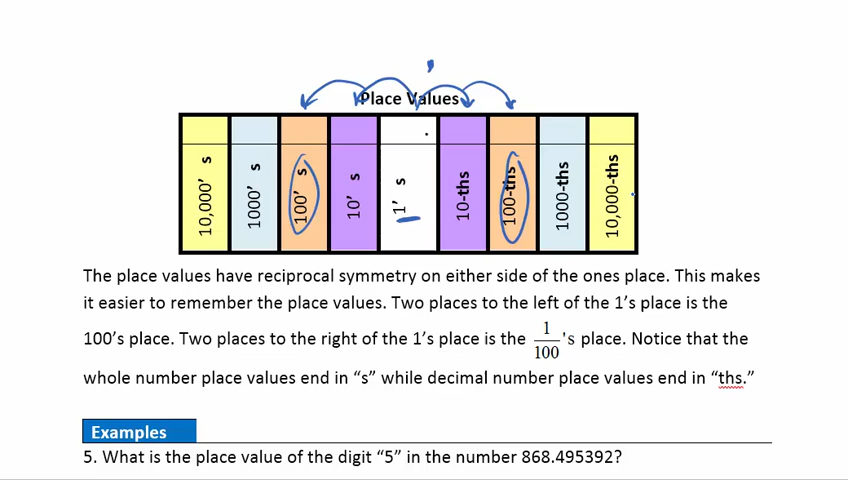 Place Values
10,000' s
1000' s
100' s
10' s
1' s
10-ths
100-ths
1000-ths
10,000-ths
The place values have reciprocal symmetry on either side of the ones place. This makes
it easier to remember the place values. Two places to the left of the 1's place is the
100's place. Two places to the right of the 1's place is the 1/100 's place. Notice that the
whole number place values end in “s” while decimal number place values end in “ths.”
Examples
5. What is the place value of the digit “5” in the number 868.495392?